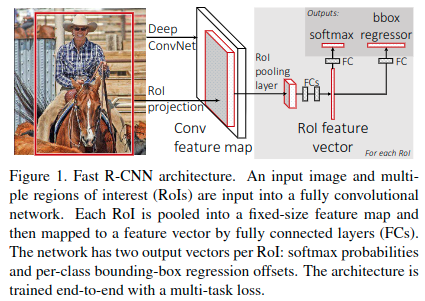 Outputs:
bbox
softmax regressor
Deep
ConvNet
FC
FC
RoI
pooling
layer
FCs
RoI
projection
Conv
feature map
RoI feature
vector
For each RoI
Figure 1. Fast R-CNN architecture. An input image and multi-
ple regions of interest (RoIs) are input into a fully convolutional
network. Each RoI is pooled into a fixed-size feature map and
then mapped to a feature vector by fully connected layers (FCs).
The network has two output vectors per RoI: softmax probabilities
and per-class bounding-box regression offsets. The architecture is
trained end-to-end with a multi-task loss.